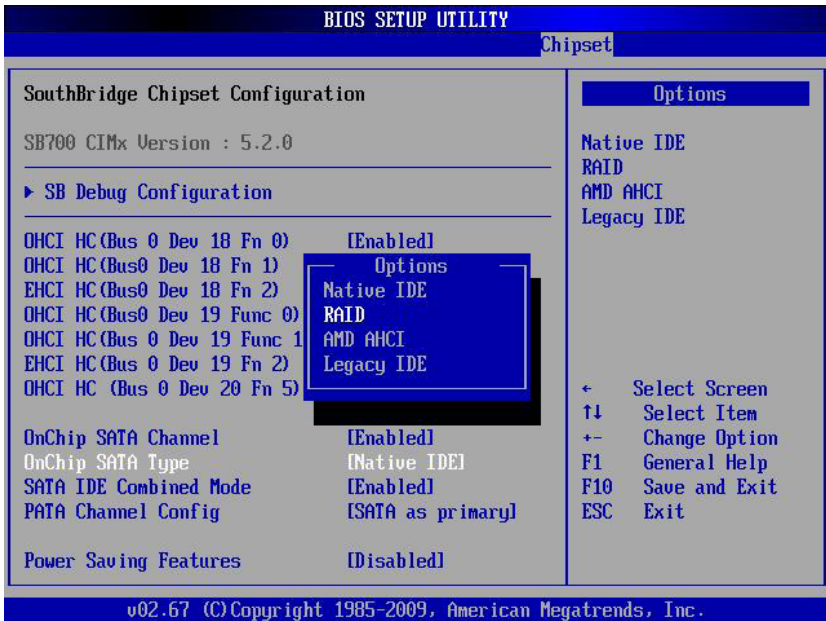 BIOS SETUP UTILITY
Chipset
SouthBridge Chipset Configuration
SB700 CIMx Version : 5.2.0
▶ SB Debug Configuration
OHCI HC(Bus 0 Dev 18 Fn 0) [Enabled]
OHCI HC(Bus0 Dev 18 Fn 1)
EHCI HC(Bus0 Dev 18 Fn 2)
OHCI HC(Bus0 Dev 19 Func 0)
OHCI HC(Bus 0 Dev 19 Func 1
EHCI HC(Bus 0 Dev 19 Fn 2)
OHCI HC (Bus 0 Dev 20 Fn 5)
OnChip SATA Channel [Enabled]
OnChip SATA Type [Native IDE]
SATA IDE Combined Mode [Enabled]
PATA Channel Config [SATA as primary]
Power Saving Features [Disabled]
Options
Native IDE
RAID
AMD AHCI
Legacy IDE
Options
Native IDE
RAID
AMD AHCI
Legacy IDE
← Select Screen
↑↓ Select Item
+- Change Option
F1 General Help
F10 Save and Exit
ESC Exit
v02.67 (C)Copyright 1985-2009, American Megatrends, Inc.